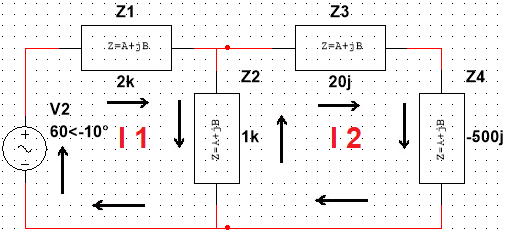 Z1
Z3
Z=A+jB
Z=A+jB
2k
20j
Z2
Z4
V2
60<-10°
I 1
Z=A+jB
1k
I 2
Z=A+jB
-500j